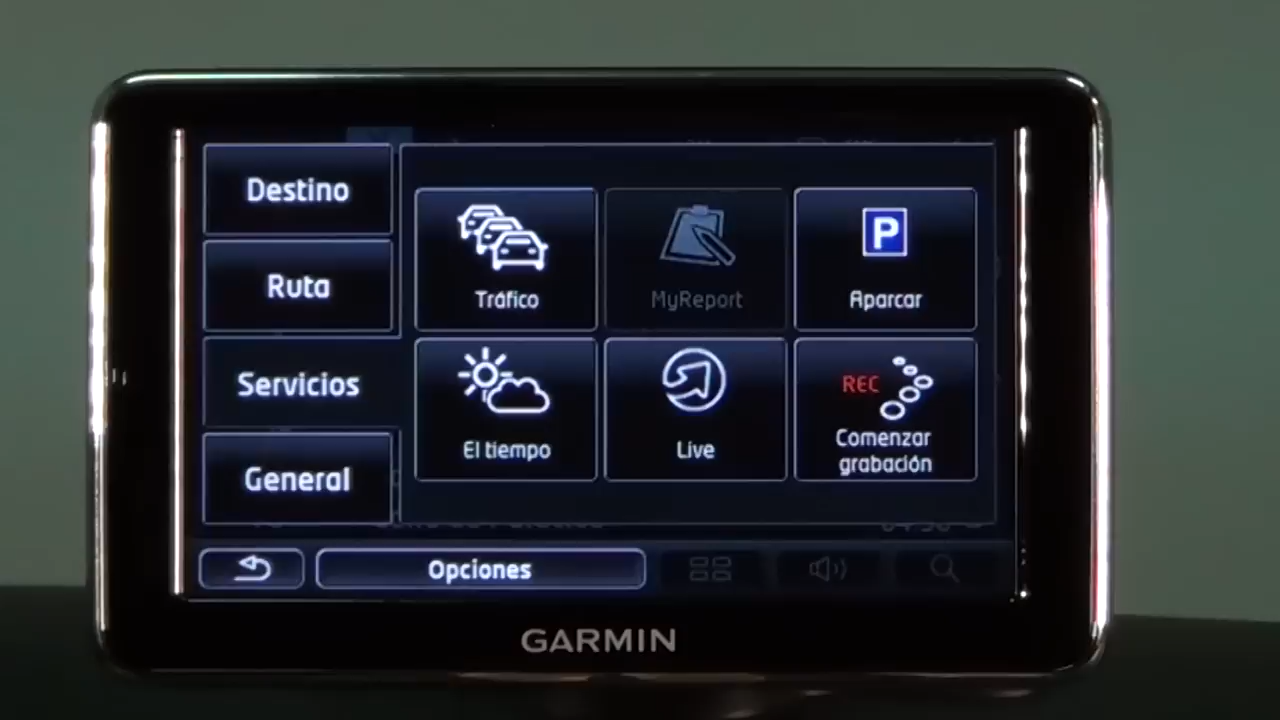 Destino
Ruta
Servicios
General
Tráfico
MyReport
P
Aparcar
El tiempo
Live
REC
Comenzar
grabación
Opciones
GARMIN